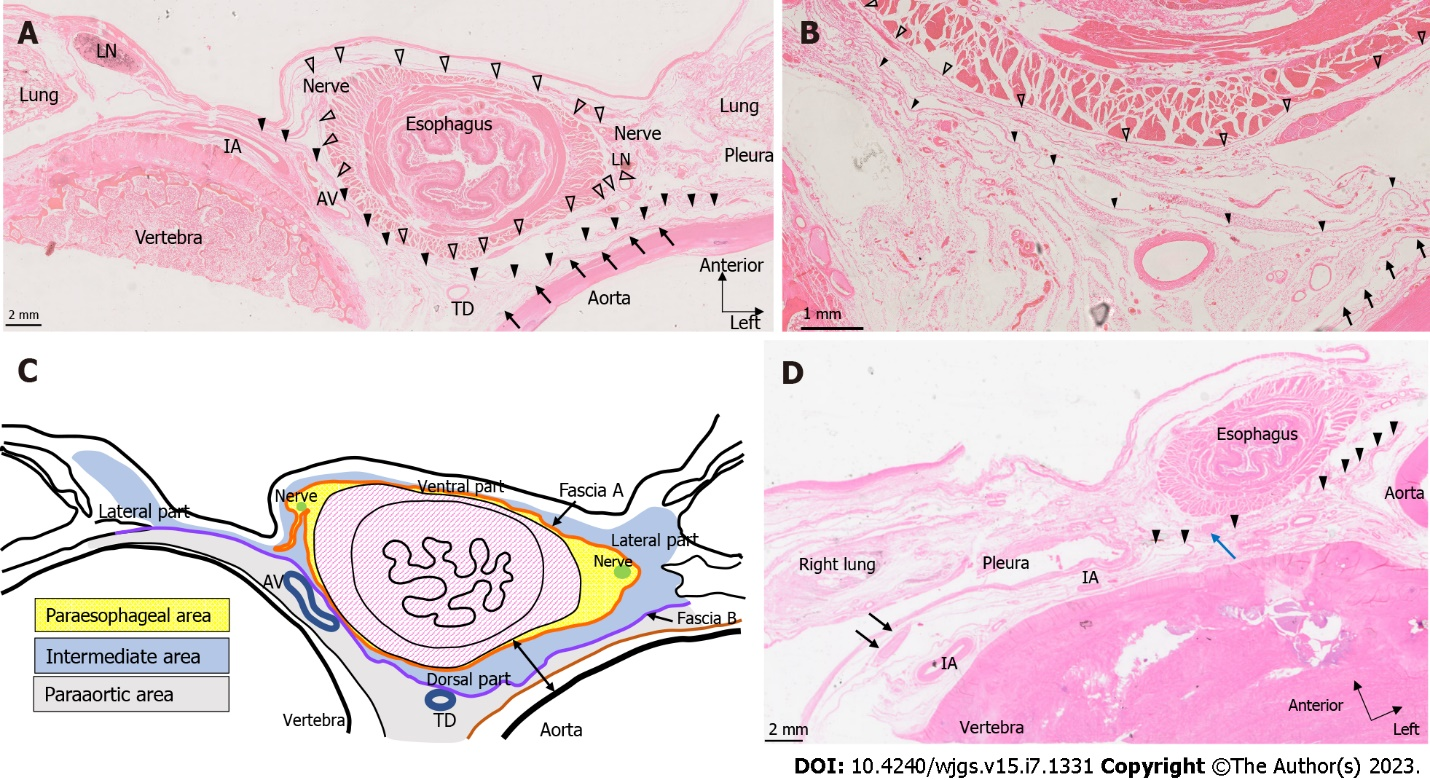 A
LN
Lung
Nerve
Esophagus
Lung
Nerve
LN
Pleura
IA
AV
Vertebra
Anterior
TD
Aorta
Left
2 mm
B
1 mm
C
Nerve
Ventral part
Fascia A
Lateral part
Lateral part
Nerve
AV
Paraesophageal area
Fascia B
Intermediate area
Dorsal part
Paraaortic area
Vertebra
TD
Aorta
D
Esophagus
Aorta
Right lung
Pleura
IA
IA
Anterior
Left
2 mm
Vertebra
DOI: 10.4240/wjgs.v15.i7.1331 Copyright ©The Author(s) 2023.